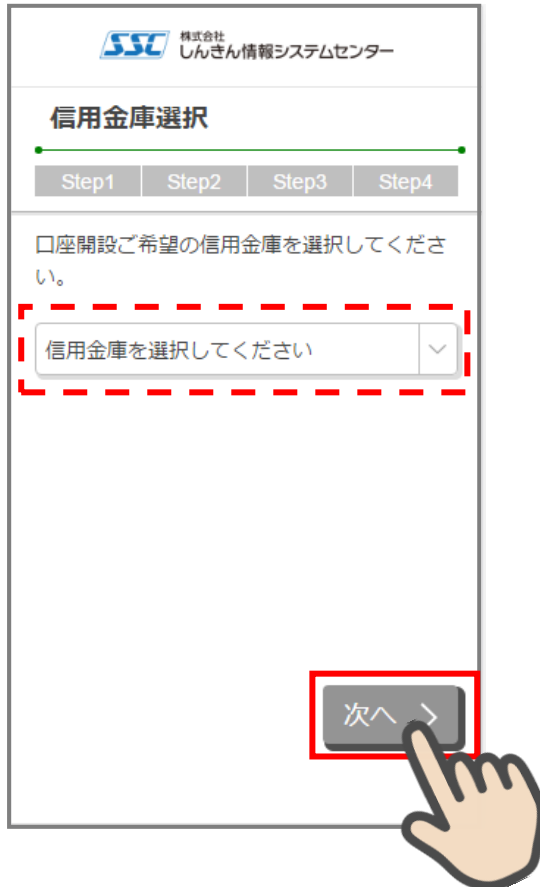 SSC 株式会社
しんきん情報システムセンター
信用金庫選択
Step1 Step2 Step3 Step4
口座開設ご希望の信用金庫を選択してくださ
い。
信用金庫を選択してください
次へ